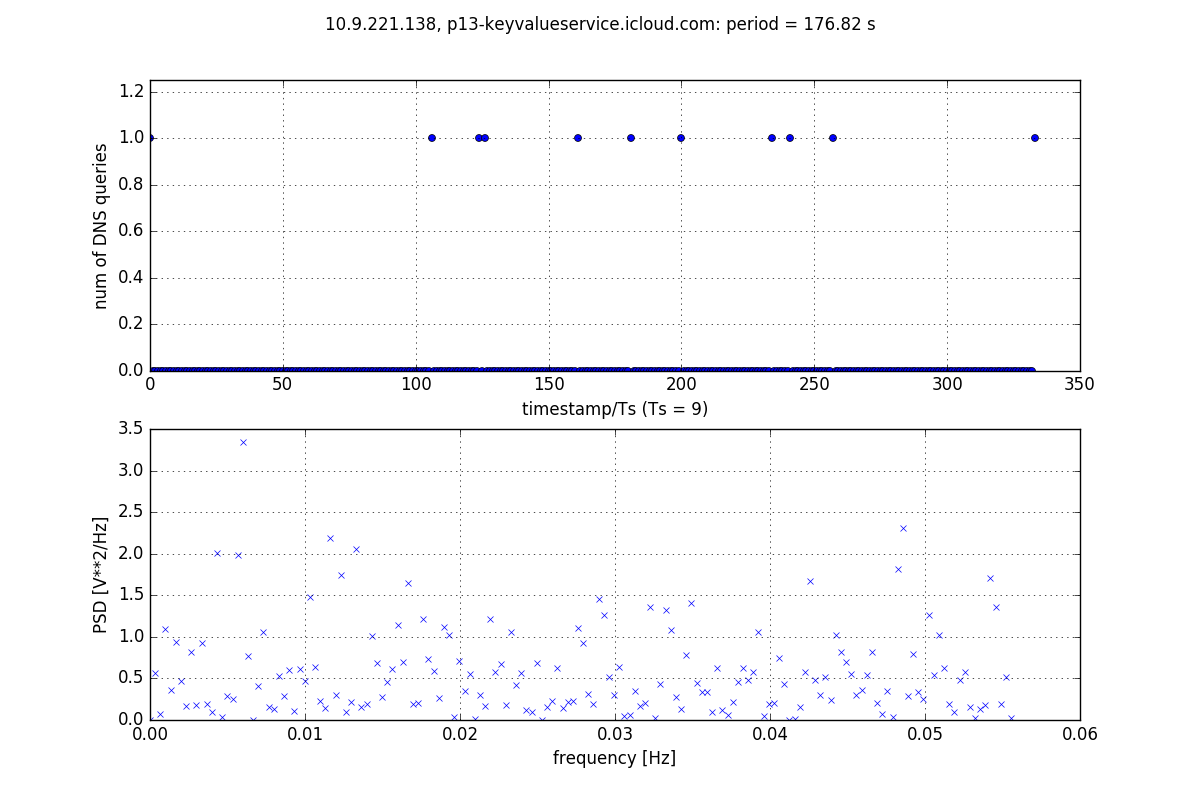 10.9.221.138, p13-keyvalueservice.icloud.com: period = 176.82 s
1.2
1.0
0.8
0.6
0.4
0.2
0.0
num of DNS queries
0 50 100 150 200 250 300 350
timestamp/Ts (Ts = 9)
3.5
3.0
2.5
2.0
1.5
1.0
0.5
0.0
PSD [V**2/Hz]
0.00 0.01 0.02 0.03 0.04 0.05 0.06
frequency [Hz]